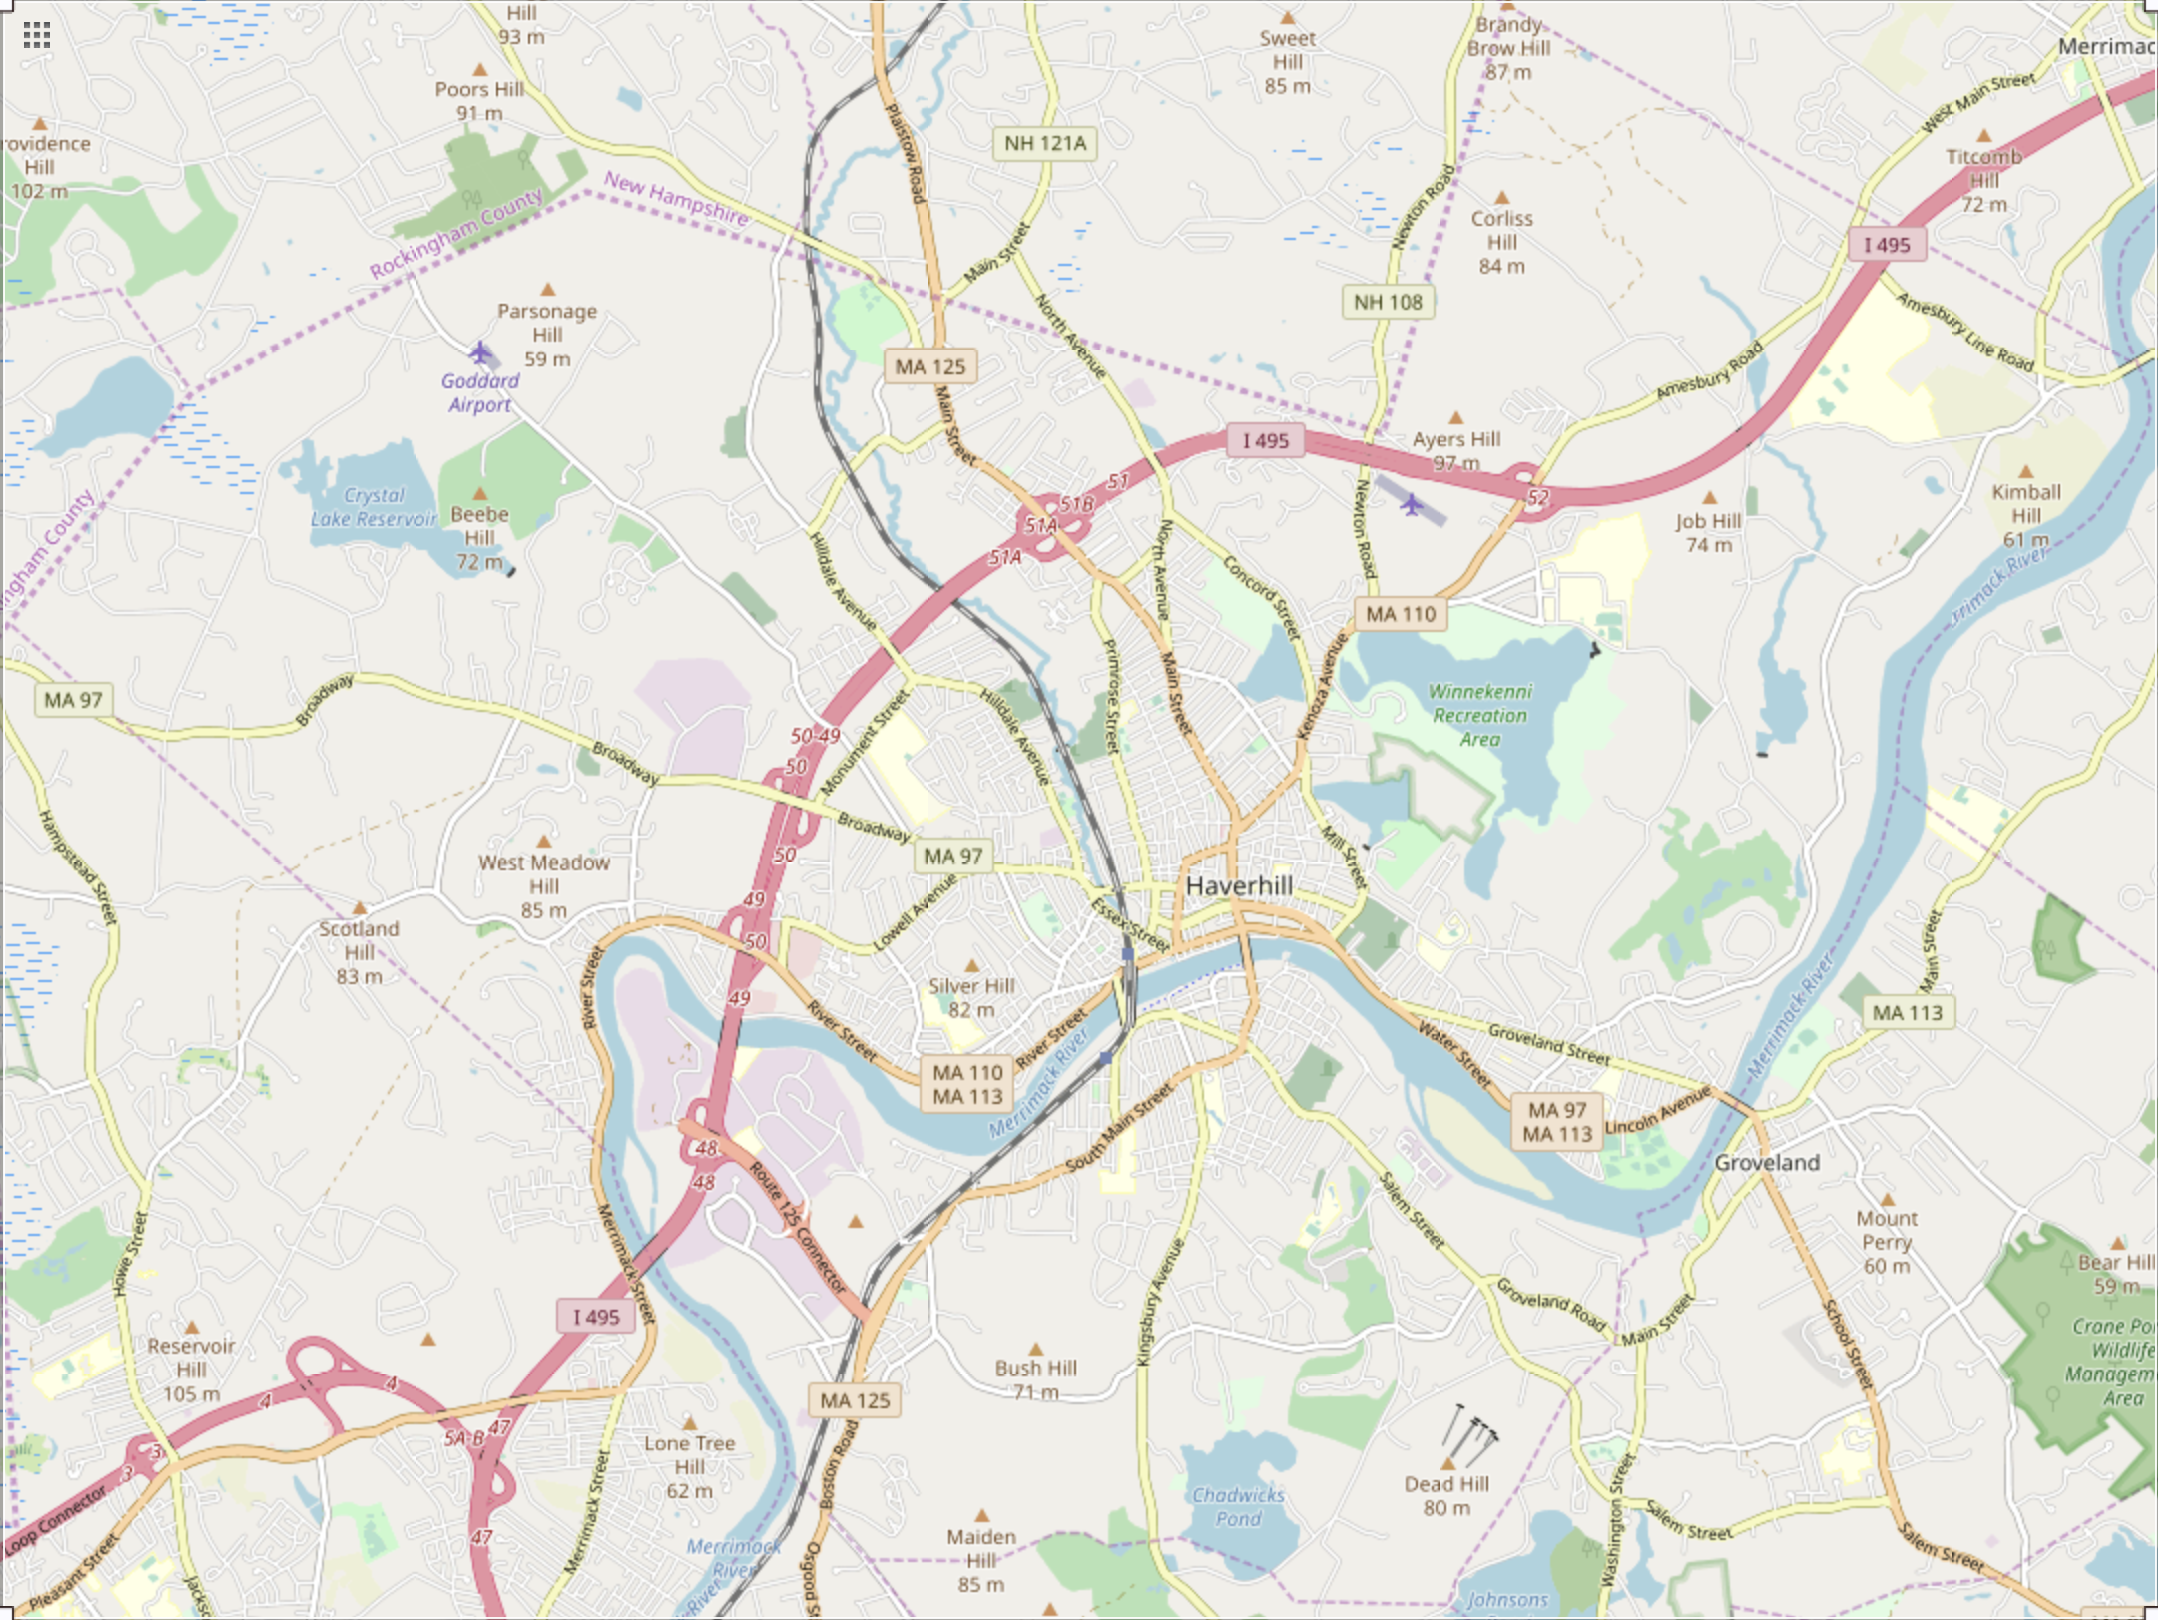 Hill
93 m
Poors Hill
91 m
Sweet
Hill
85 m
Brandy
Brow Hill
87 m
Merrimac
West Main Street
Plaistow Road
NH 121A
rovidence
Hill
102 m
Titcomb
Hill
72 m
New Hampshire
Rockingham County
Newton Road
Corliss
Hill
84 m
I 495
Main Street
NH 108
Parsonage
Hill
59 m
North Avenue
Amesbury Line Road
Goddard
Airport
MA 125
Amesbury Road
Main Street
I 495
Ayers Hill
97 m
Crystal
Lake Reservoir
Beebe
Hill
72 m
51
51B
51A
51A
52
Job Hill
74 m
Kimball
Hill
61 m
ingham County
Hilldale Avenue
North Avenue
Concord Street
Newton Road
MA 110
rrimack River
MA 97
Broadway
Primrose Street
Main Street
Kenoza Avenue
Winnekenni
Recreation
Area
Hilldale Avenue
Monument Street
50-49
50
Broadway
Broadway
50
Hampstead Street
West Meadow
Hill
85 m
MA 97
Mill Street
Haverhill
Lowell Avenue
Essex Street
49
50
Scotland
Hill
83 m
River Street
Silver Hill
82 m
49
River Street
River Street
Main Street
MA 113
Merrimack River
Groveland Street
Water Street
MA 110
MA 113
Merrimack River
South Main Street
MA 97
MA 113
Lincoln Avenue
Groveland
48
48
Route 125 Connector
Salem Street
Mount
Perry
60 m
Merrimack Street
Howe Street
Kingsbury Avenue
Bear Hill
59 m
Groveland Road
Main Street
School Street
I 495
Reservoir
Hill
105 m
Crane Po
Wildlife
Managem
Area
Bush Hill
71 m
4
4
MA 125
47
5A-B
3
3
Lone Tree
Hill
62 m
Boston Road
Dead Hill
80 m
Chadwicks
Pond
Loop Connector
Merrimack Street
47
Washington Street
Salem Street
Salem Street
Maiden
Hill
85 m
Merrimack
River
Pleasant Street
Jackso
Osgood St
River
Johnsons